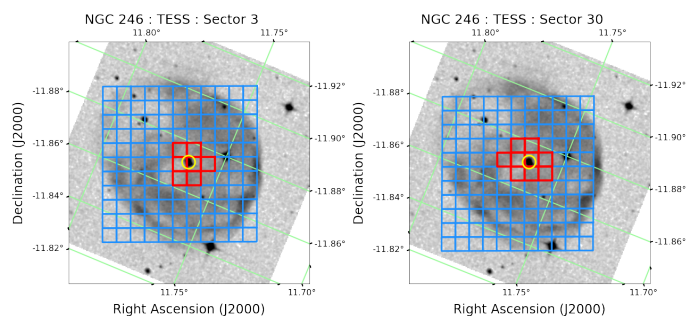 NGC 246 : TESS : Sector 3
11.80° 11.75°
-11.88° -11.86° -11.84° -11.82°
Declination (J2000)
-11.92° -11.90° -11.88° -11.86°
11.75° 11.70°
Right Ascension (J2000)
NGC 246 : TESS : Sector 30
11.80° 11.75°
-11.88° -11.86° -11.84° -11.82°
Declination (J2000)
-11.92° -11.90° -11.88° -11.86°
11.75° 11.70°
Right Ascension (J2000)